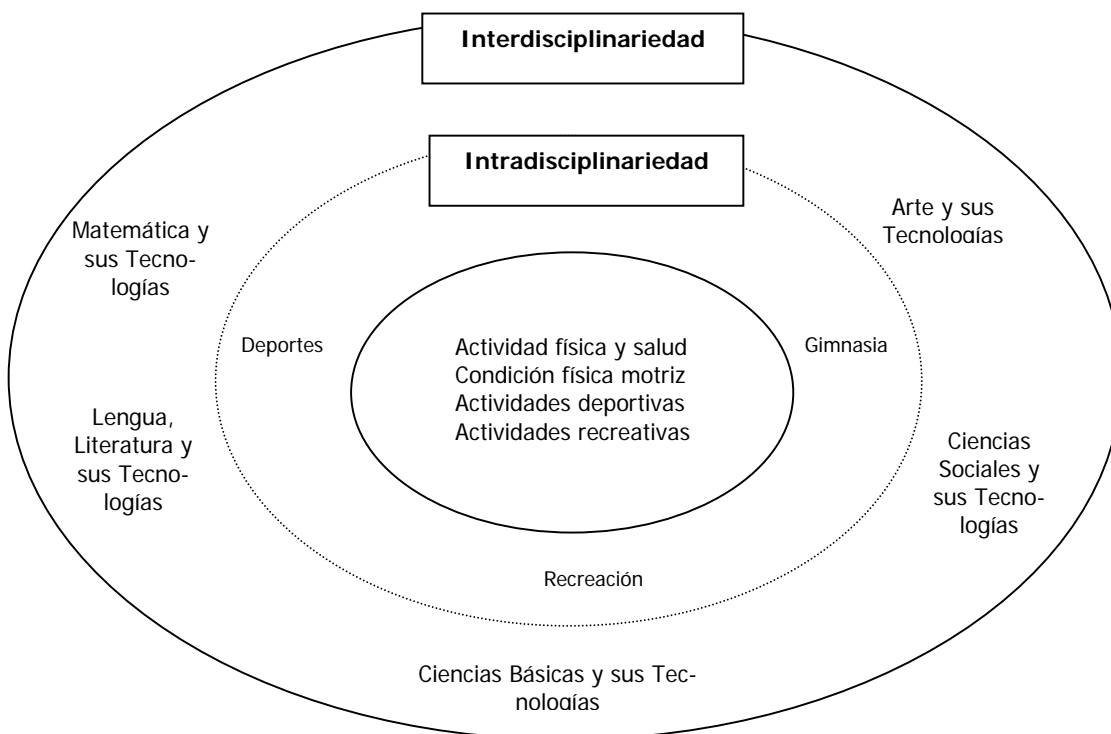 Interdisciplinariedad
Intradisciplinariedad
Matemática y
sus Tecno-
logías
Arte y sus
Tecnologías
Deportes
Actividad física y salud
Condición física motriz
Actividades deportivas
Actividades recreativas
Gimnasia
Lengua,
Literatura y
sus Tecno-
logías
Ciencias
Sociales y
sus Tecno-
logías
Recreación
Ciencias Básicas y sus Tec-
nologías